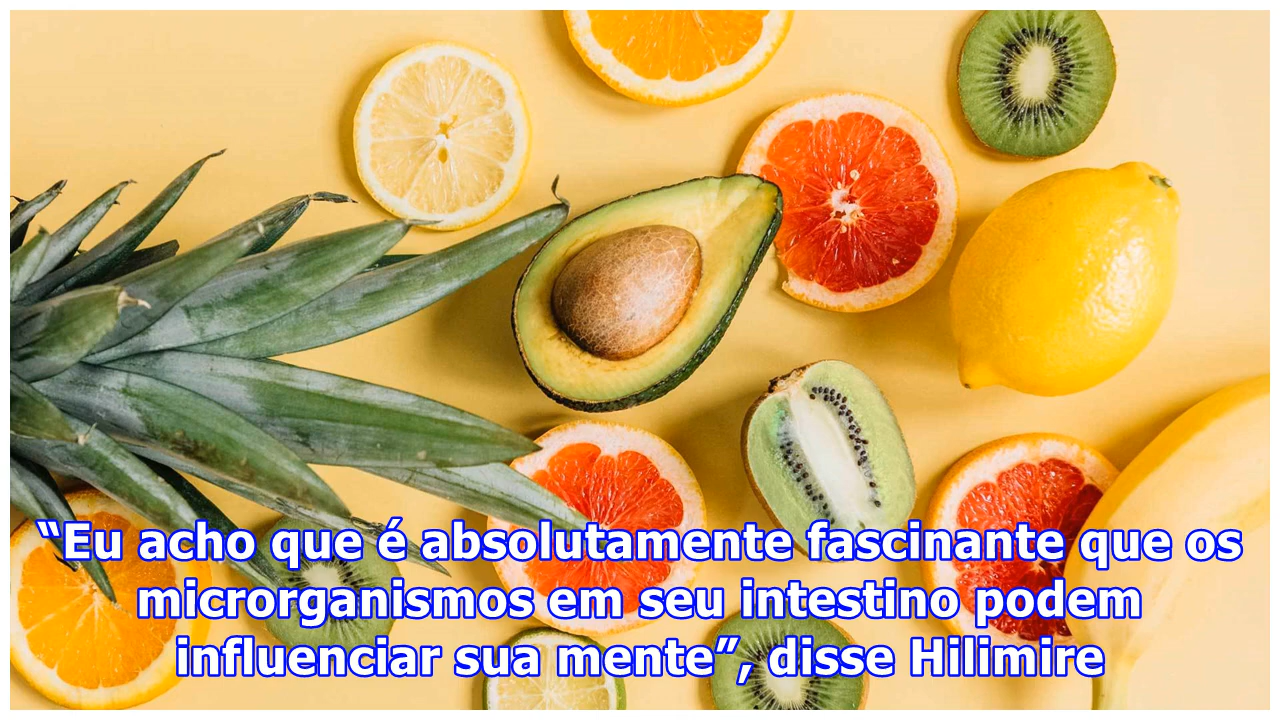 “Eu acho que é absolutamente fascinante que os
microrganismos em seu intestino podem
influenciar sua mente”, disse Hilimire